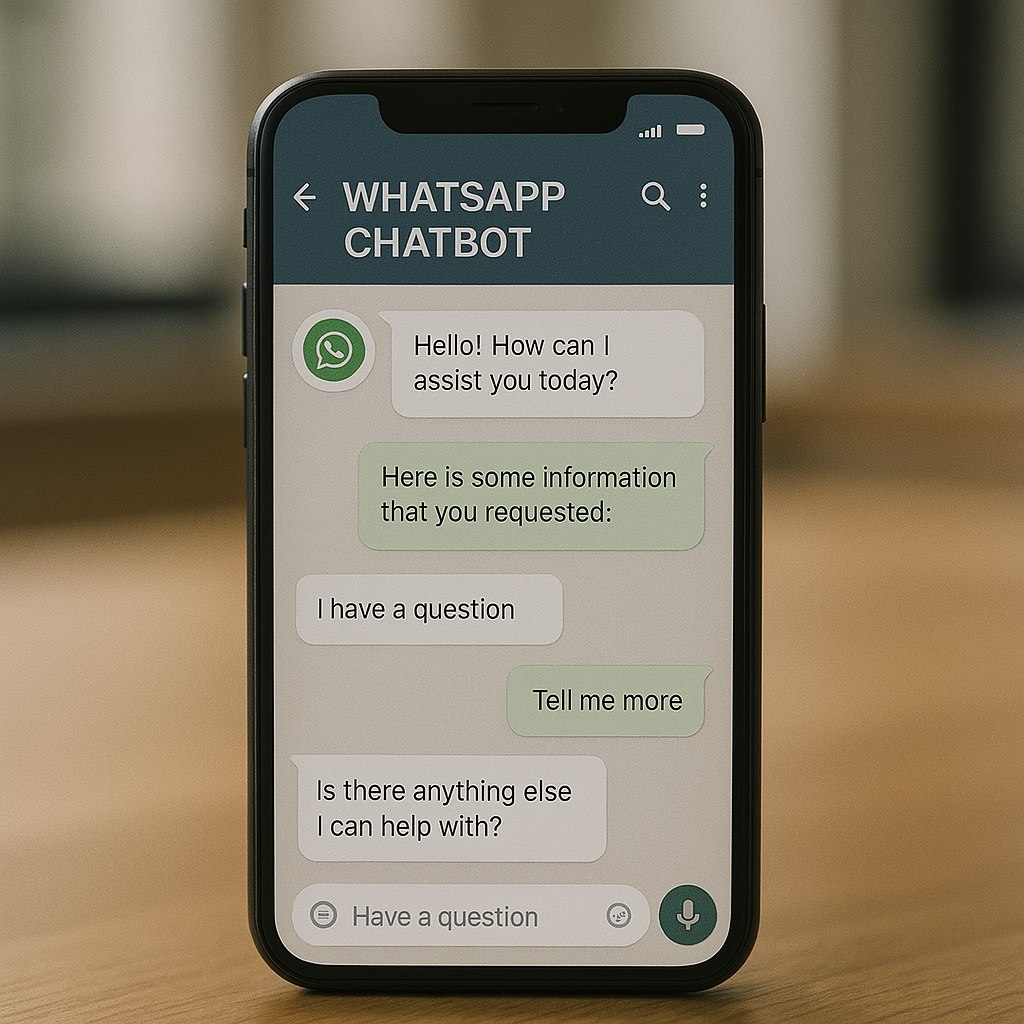 WHATSAPP
CHATBOT
Hello! How can I
assist you today?
Here is some information
that you requested:
I have a question
Tell me more
Is there anything else
I can help with?
Have a question